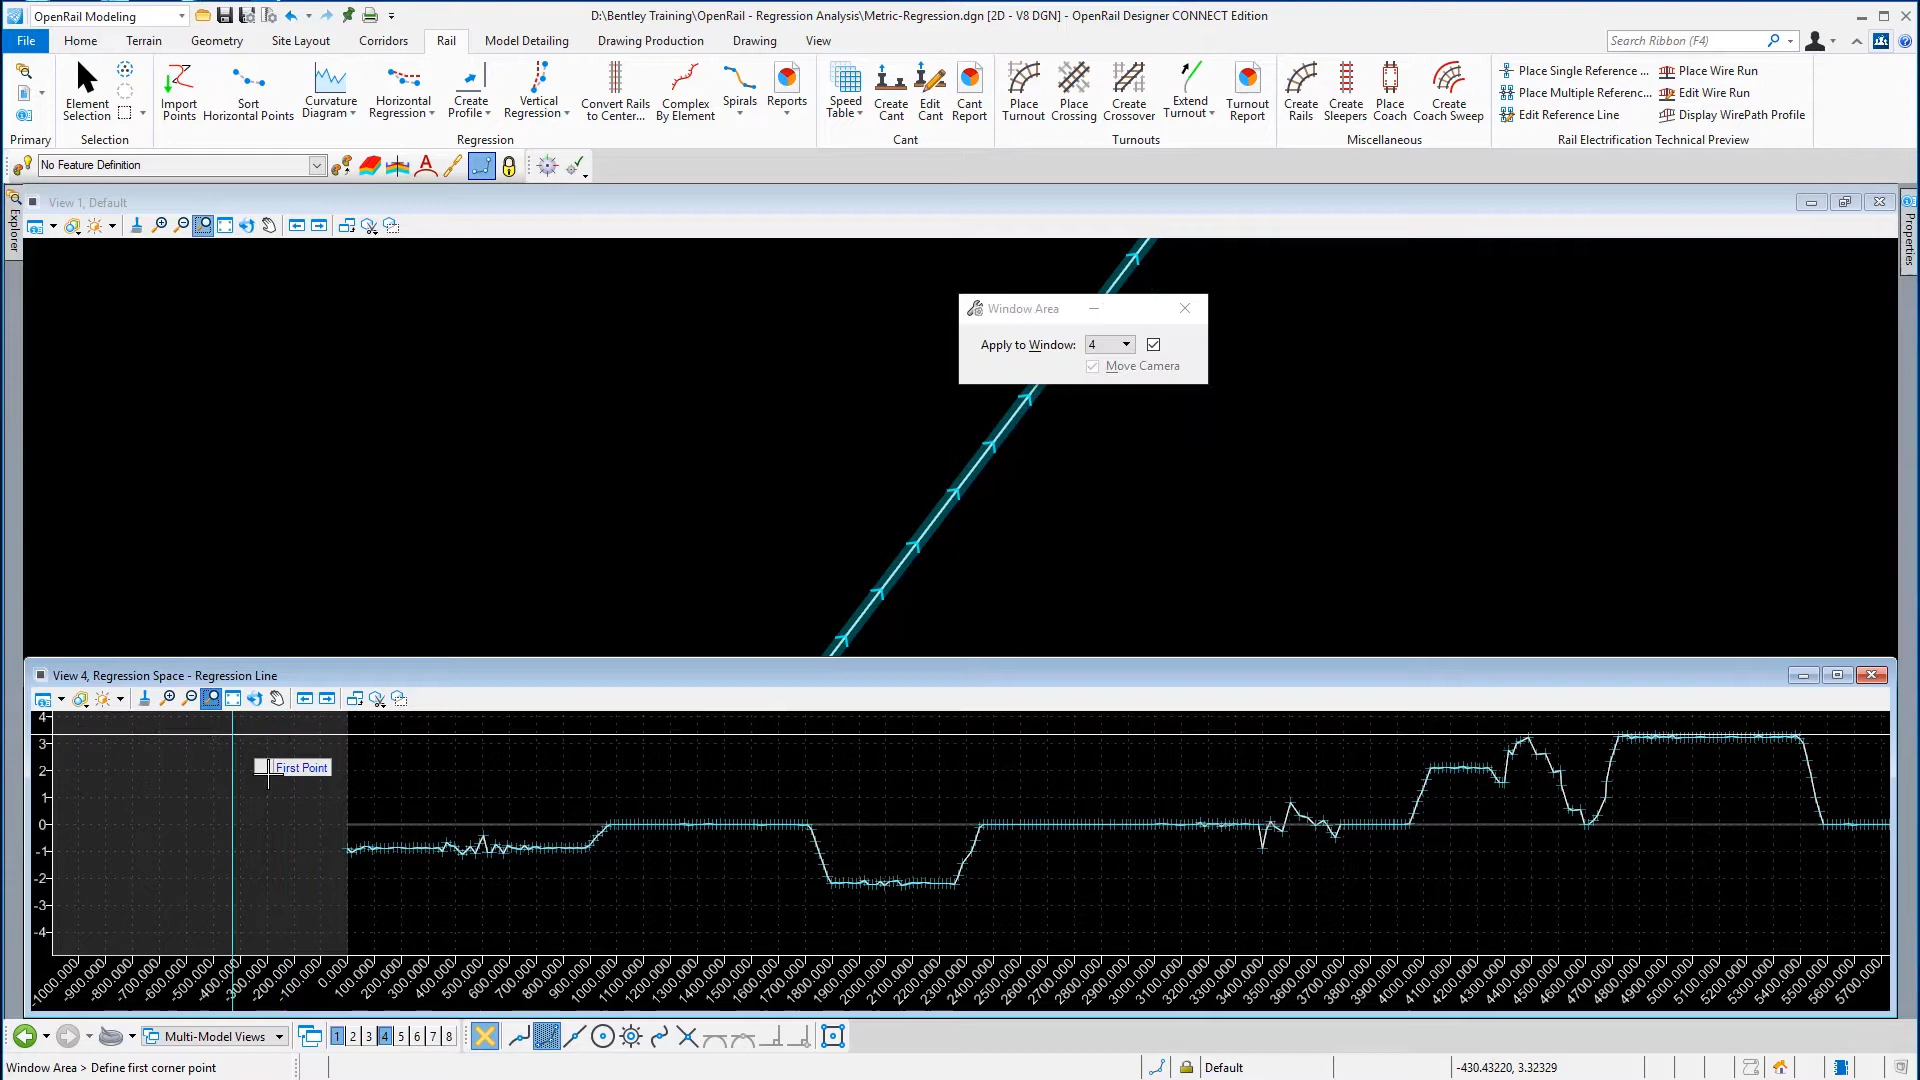 OpenRail Modeling
D:\Bentley Training\OpenRail - Regression Analysis\Metric-Regression.dgn [2D - V8 DGN] - OpenRail Designer CONNECT Edition
File Home Terrain Geometry Site Layout Corridors Rail Model Detailing Drawing Production Drawing View
Search Ribbon (F4)
Element Selection
Import Points
Sort Horizontal Points
Curvature Diagram
Horizontal Regression
Create Profile
Vertical Regression
Convert Rails to Center...
Complex By Element
Spirals
Reports
Speed Table
Create Cant
Edit Cant
Cant Report
Place Turnout
Place Crossing
Create Crossover
Extend Turnout
Turnout Report
Create Rails
Create Sleepers
Place Coach
Create Coach Sweep
Place Single Reference ...
Place Multiple Referenc...
Edit Reference Line
Place Wire Run
Edit Wire Run
Display WirePath Profile
Primary Selection Regression Cant Turnouts Miscellaneous Rail Electrification Technical Preview
No Feature Definition
Explorer
Properties
View 1, Default
Window Area
Apply to Window: 4
Move Camera
View 4, Regression Space - Regression Line
4
3
2
1
0
-1
-2
-3
-4
First Point
-1000.000 -900.000 -800.000 -700.000 -600.000 -500.000 -400.000 -300.000 -200.000 -100.000 0.000 100.000 200.000 300.000 400.000 500.000 600.000 700.000 800.000 900.000 1000.000 1100.000 1200.000 1300.000 1400.000 1500.000 1600.000 1700.000 1800.000 1900.000 2000.000 2100.000 2200.000 2300.000 2400.000 2500.000 2600.000 2700.000 2800.000 2900.000 3000.000 3100.000 3200.000 3300.000 3400.000 3500.000 3600.000 3700.000 3800.000 3900.000 4000.000 4100.000 4200.000 4300.000 4400.000 4500.000 4600.000 4700.000 4800.000 4900.000 5000.000 5100.000 5200.000 5300.000 5400.000 5500.000 5600.000 5700.000
Multi-Model Views 1 2 3 4 5 6 7 8
Window Area > Define first corner point
Default
-430.43220, 3.32329